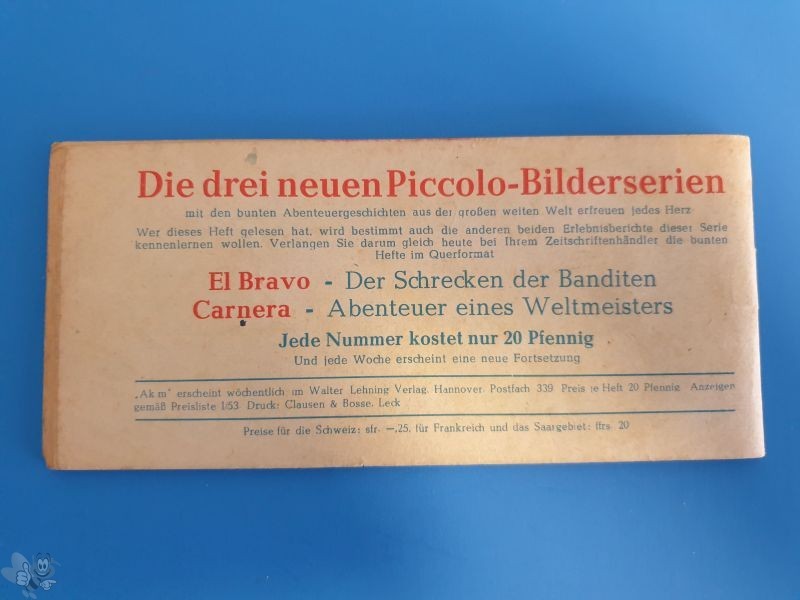 Die drei neuen Piccolo-Bilderserien
mit den bunten Abenteuergeschichten aus der großen weiten Welt erfreuen jedes Herz
Wer dieses Heft gelesen hat, wird bestimmt auch die anderen beiden Erlebnisberichte dieser Serie
kennenlernen wollen. Verlangen Sie darum gleich heute bei Ihrem Zeitschriftenhändler die bunten
Hefte im Querformat
El Bravo - Der Schrecken der Banditen
Carnera - Abenteuer eines Weltmeisters
Jede Nummer kostet nur 20 Pfennig
Und jede Woche erscheint eine neue Fortsetzung
„Akim" erscheint wöchentlich im Walter Lehning Verlag, Hannover, Postfach 339 Preis je Heft 20 Pfennig. Anzeigen
gemäß Preisliste 1/53 Druck: Clausen & Bosse, Leck
Preise für die Schweiz: sfr. —,25, für Frankreich und das Saargebiet: ffrs 20